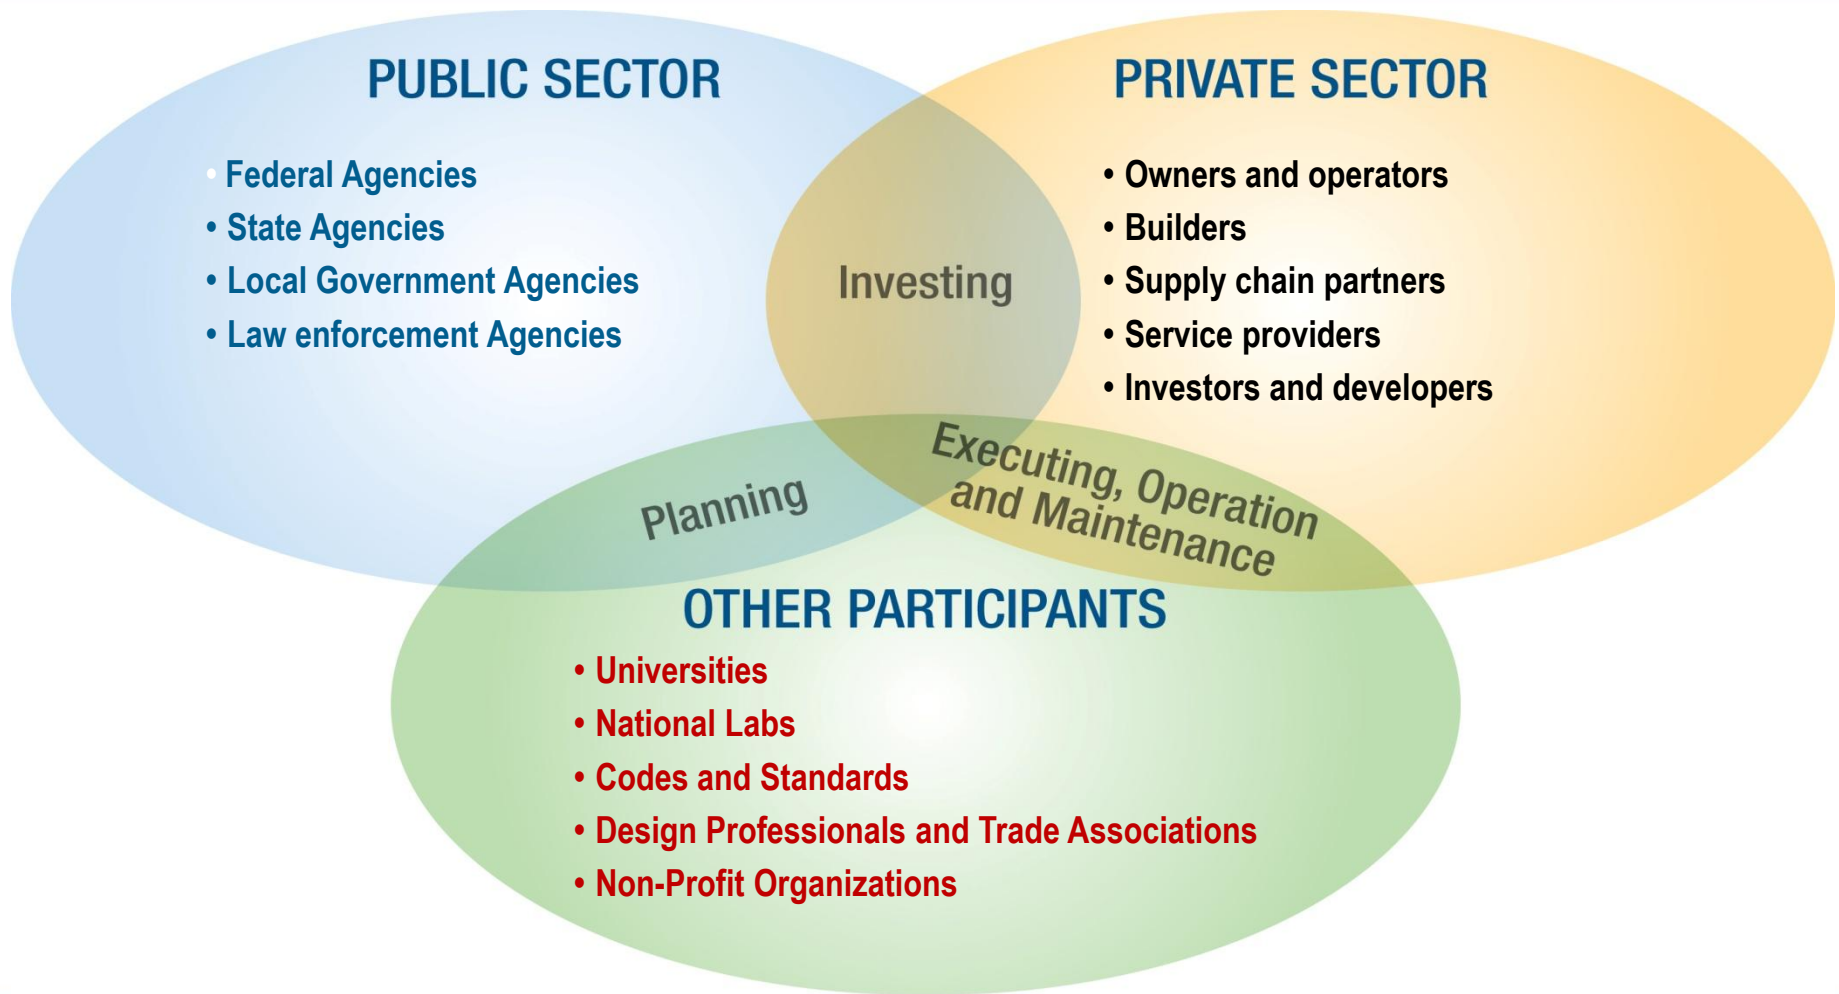 PUBLIC SECTOR
• Federal Agencies
• State Agencies
• Local Government Agencies
• Law enforcement Agencies
PRIVATE SECTOR
• Owners and operators
• Builders
• Supply chain partners
• Service providers
• Investors and developers
Investing
Planning
Executing, Operation
and Maintenance
OTHER PARTICIPANTS
• Universities
• National Labs
• Codes and Standards
• Design Professionals and Trade Associations
• Non-Profit Organizations